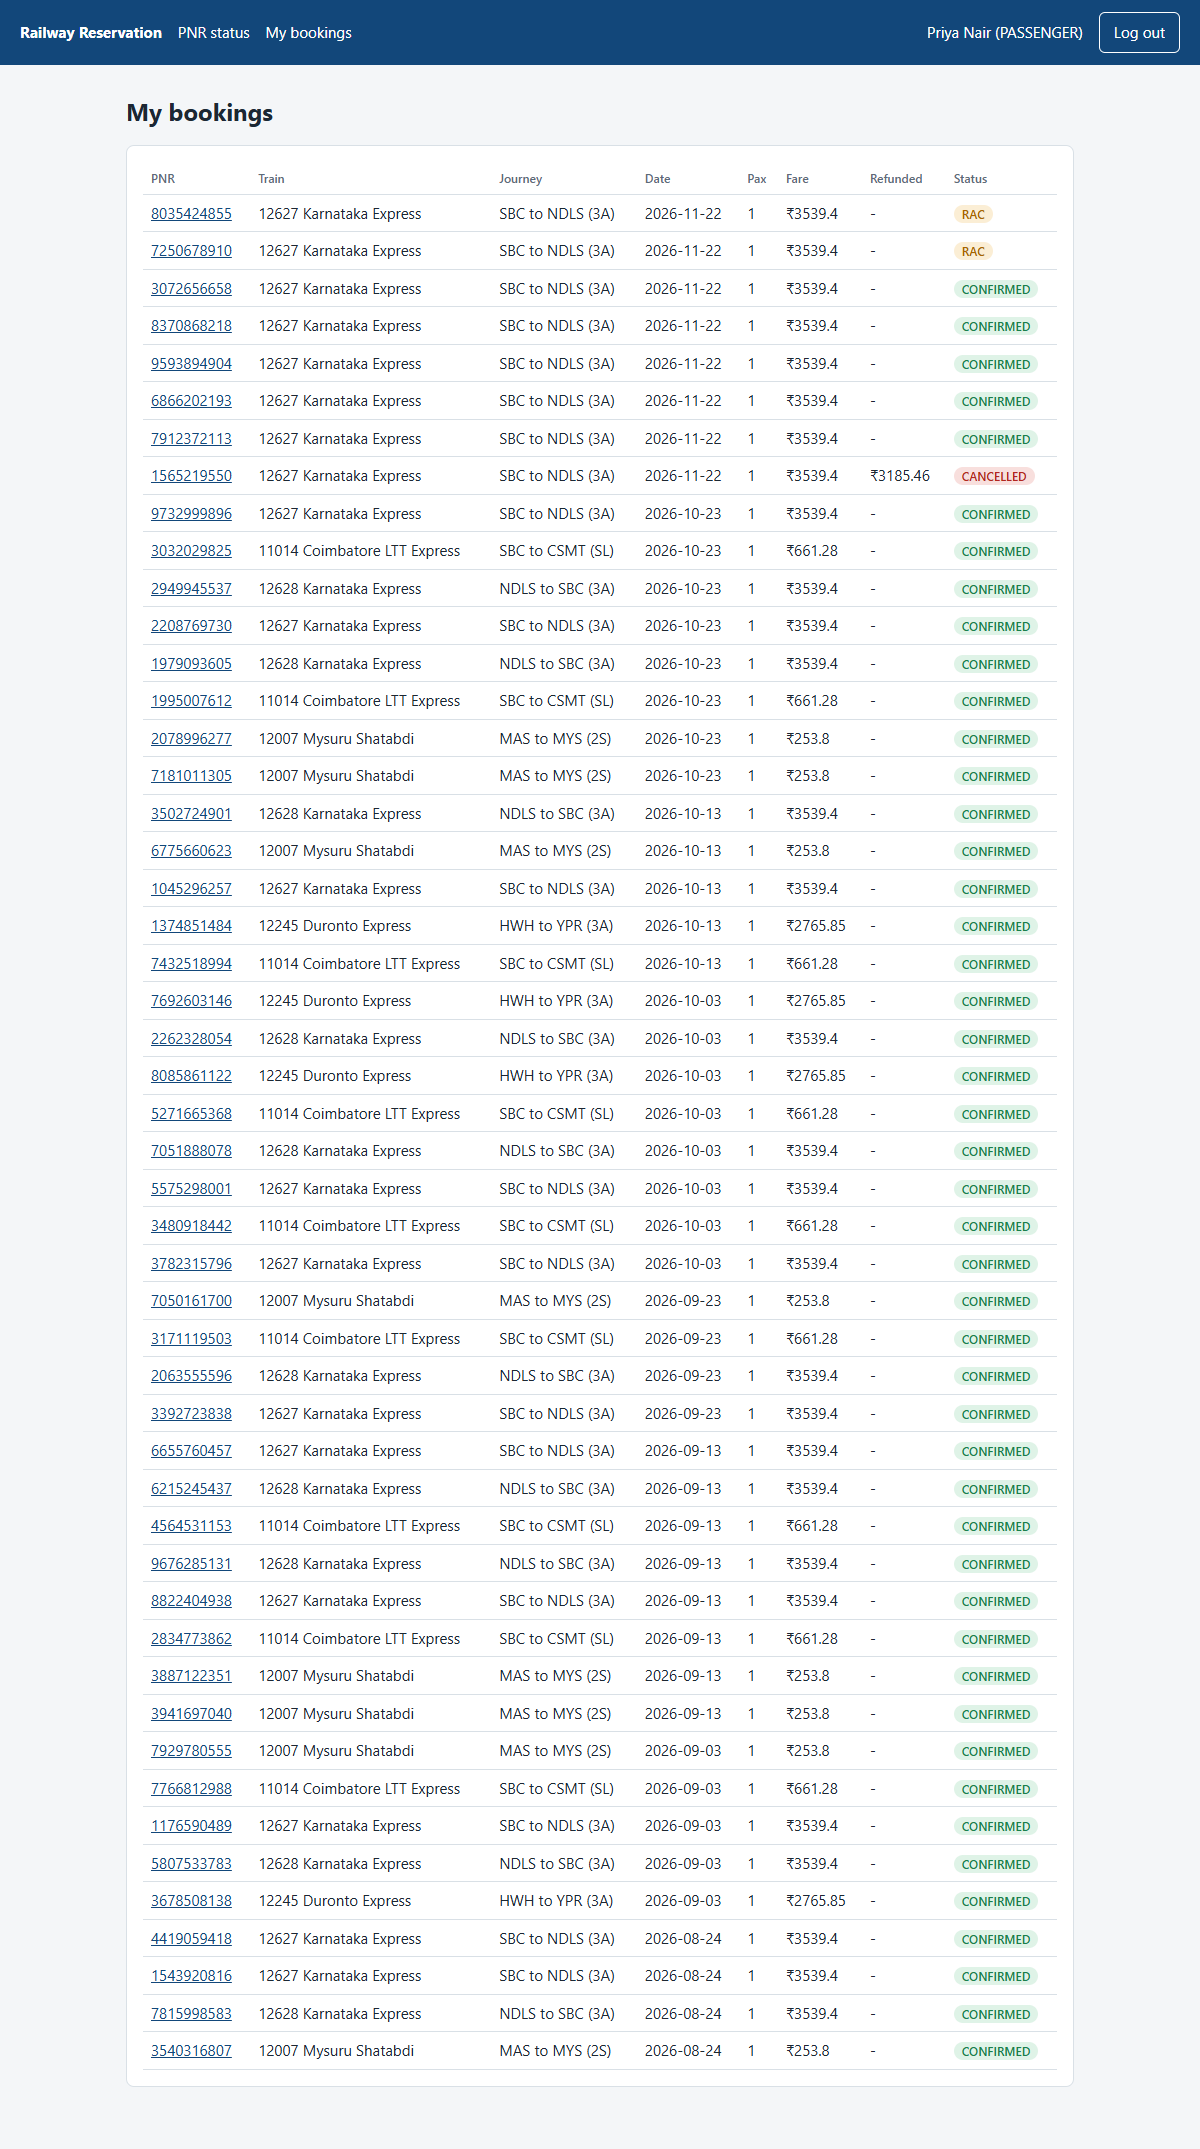 Railway Reservation PNR status My bookings Priya Nair (PASSENGER) Log out
My bookings
PNR Train Journey Date Pax Fare Refunded Status
8035424855 12627 Karnataka Express SBC to NDLS (3A) 2026-11-22 1 ₹3539.4 - RAC
7250678910 12627 Karnataka Express SBC to NDLS (3A) 2026-11-22 1 ₹3539.4 - RAC
3072656658 12627 Karnataka Express SBC to NDLS (3A) 2026-11-22 1 ₹3539.4 - CONFIRMED
8370868218 12627 Karnataka Express SBC to NDLS (3A) 2026-11-22 1 ₹3539.4 - CONFIRMED
9593894904 12627 Karnataka Express SBC to NDLS (3A) 2026-11-22 1 ₹3539.4 - CONFIRMED
6866202193 12627 Karnataka Express SBC to NDLS (3A) 2026-11-22 1 ₹3539.4 - CONFIRMED
7912372113 12627 Karnataka Express SBC to NDLS (3A) 2026-11-22 1 ₹3539.4 - CONFIRMED
1565219550 12627 Karnataka Express SBC to NDLS (3A) 2026-11-22 1 ₹3539.4 ₹3185.46 CANCELLED
9732999896 12627 Karnataka Express SBC to NDLS (3A) 2026-10-23 1 ₹3539.4 - CONFIRMED
3032029825 11014 Coimbatore LTT Express SBC to CSMT (SL) 2026-10-23 1 ₹661.28 - CONFIRMED
2949945537 12628 Karnataka Express NDLS to SBC (3A) 2026-10-23 1 ₹3539.4 - CONFIRMED
2208769730 12627 Karnataka Express SBC to NDLS (3A) 2026-10-23 1 ₹3539.4 - CONFIRMED
1979093605 12628 Karnataka Express NDLS to SBC (3A) 2026-10-23 1 ₹3539.4 - CONFIRMED
1995007612 11014 Coimbatore LTT Express SBC to CSMT (SL) 2026-10-23 1 ₹661.28 - CONFIRMED
2078996277 12007 Mysuru Shatabdi MAS to MYS (2S) 2026-10-23 1 ₹253.8 - CONFIRMED
7181011305 12007 Mysuru Shatabdi MAS to MYS (2S) 2026-10-23 1 ₹253.8 - CONFIRMED
3502724901 12628 Karnataka Express NDLS to SBC (3A) 2026-10-13 1 ₹3539.4 - CONFIRMED
6775660623 12007 Mysuru Shatabdi MAS to MYS (2S) 2026-10-13 1 ₹253.8 - CONFIRMED
1045296257 12627 Karnataka Express SBC to NDLS (3A) 2026-10-13 1 ₹3539.4 - CONFIRMED
1374851484 12245 Duronto Express HWH to YPR (3A) 2026-10-13 1 ₹2765.85 - CONFIRMED
7432518994 11014 Coimbatore LTT Express SBC to CSMT (SL) 2026-10-13 1 ₹661.28 - CONFIRMED
7692603146 12245 Duronto Express HWH to YPR (3A) 2026-10-03 1 ₹2765.85 - CONFIRMED
2262328054 12628 Karnataka Express NDLS to SBC (3A) 2026-10-03 1 ₹3539.4 - CONFIRMED
8085861122 12245 Duronto Express HWH to YPR (3A) 2026-10-03 1 ₹2765.85 - CONFIRMED
5271665368 11014 Coimbatore LTT Express SBC to CSMT (SL) 2026-10-03 1 ₹661.28 - CONFIRMED
7051888078 12628 Karnataka Express NDLS to SBC (3A) 2026-10-03 1 ₹3539.4 - CONFIRMED
5575298001 12627 Karnataka Express SBC to NDLS (3A) 2026-10-03 1 ₹3539.4 - CONFIRMED
3480918442 11014 Coimbatore LTT Express SBC to CSMT (SL) 2026-10-03 1 ₹661.28 - CONFIRMED
3782315796 12627 Karnataka Express SBC to NDLS (3A) 2026-10-03 1 ₹3539.4 - CONFIRMED
7050161700 12007 Mysuru Shatabdi MAS to MYS (2S) 2026-09-23 1 ₹253.8 - CONFIRMED
3171119503 11014 Coimbatore LTT Express SBC to CSMT (SL) 2026-09-23 1 ₹661.28 - CONFIRMED
2063555596 12628 Karnataka Express NDLS to SBC (3A) 2026-09-23 1 ₹3539.4 - CONFIRMED
3392723838 12627 Karnataka Express SBC to NDLS (3A) 2026-09-23 1 ₹3539.4 - CONFIRMED
6655760457 12627 Karnataka Express SBC to NDLS (3A) 2026-09-13 1 ₹3539.4 - CONFIRMED
6215245437 12628 Karnataka Express NDLS to SBC (3A) 2026-09-13 1 ₹3539.4 - CONFIRMED
4564531153 11014 Coimbatore LTT Express SBC to CSMT (SL) 2026-09-13 1 ₹661.28 - CONFIRMED
9676285131 12628 Karnataka Express NDLS to SBC (3A) 2026-09-13 1 ₹3539.4 - CONFIRMED
8822404938 12627 Karnataka Express SBC to NDLS (3A) 2026-09-13 1 ₹3539.4 - CONFIRMED
2834773862 11014 Coimbatore LTT Express SBC to CSMT (SL) 2026-09-13 1 ₹661.28 - CONFIRMED
3887122351 12007 Mysuru Shatabdi MAS to MYS (2S) 2026-09-13 1 ₹253.8 - CONFIRMED
3941697040 12007 Mysuru Shatabdi MAS to MYS (2S) 2026-09-13 1 ₹253.8 - CONFIRMED
7929780555 12007 Mysuru Shatabdi MAS to MYS (2S) 2026-09-03 1 ₹253.8 - CONFIRMED
7766812988 11014 Coimbatore LTT Express SBC to CSMT (SL) 2026-09-03 1 ₹661.28 - CONFIRMED
1176590489 12627 Karnataka Express SBC to NDLS (3A) 2026-09-03 1 ₹3539.4 - CONFIRMED
5807533783 12628 Karnataka Express NDLS to SBC (3A) 2026-09-03 1 ₹3539.4 - CONFIRMED
3678508138 12245 Duronto Express HWH to YPR (3A) 2026-09-03 1 ₹2765.85 - CONFIRMED
4419059418 12627 Karnataka Express SBC to NDLS (3A) 2026-08-24 1 ₹3539.4 - CONFIRMED
1543920816 12627 Karnataka Express SBC to NDLS (3A) 2026-08-24 1 ₹3539.4 - CONFIRMED
7815998583 12628 Karnataka Express NDLS to SBC (3A) 2026-08-24 1 ₹3539.4 - CONFIRMED
3540316807 12007 Mysuru Shatabdi MAS to MYS (2S) 2026-08-24 1 ₹253.8 - CONFIRMED